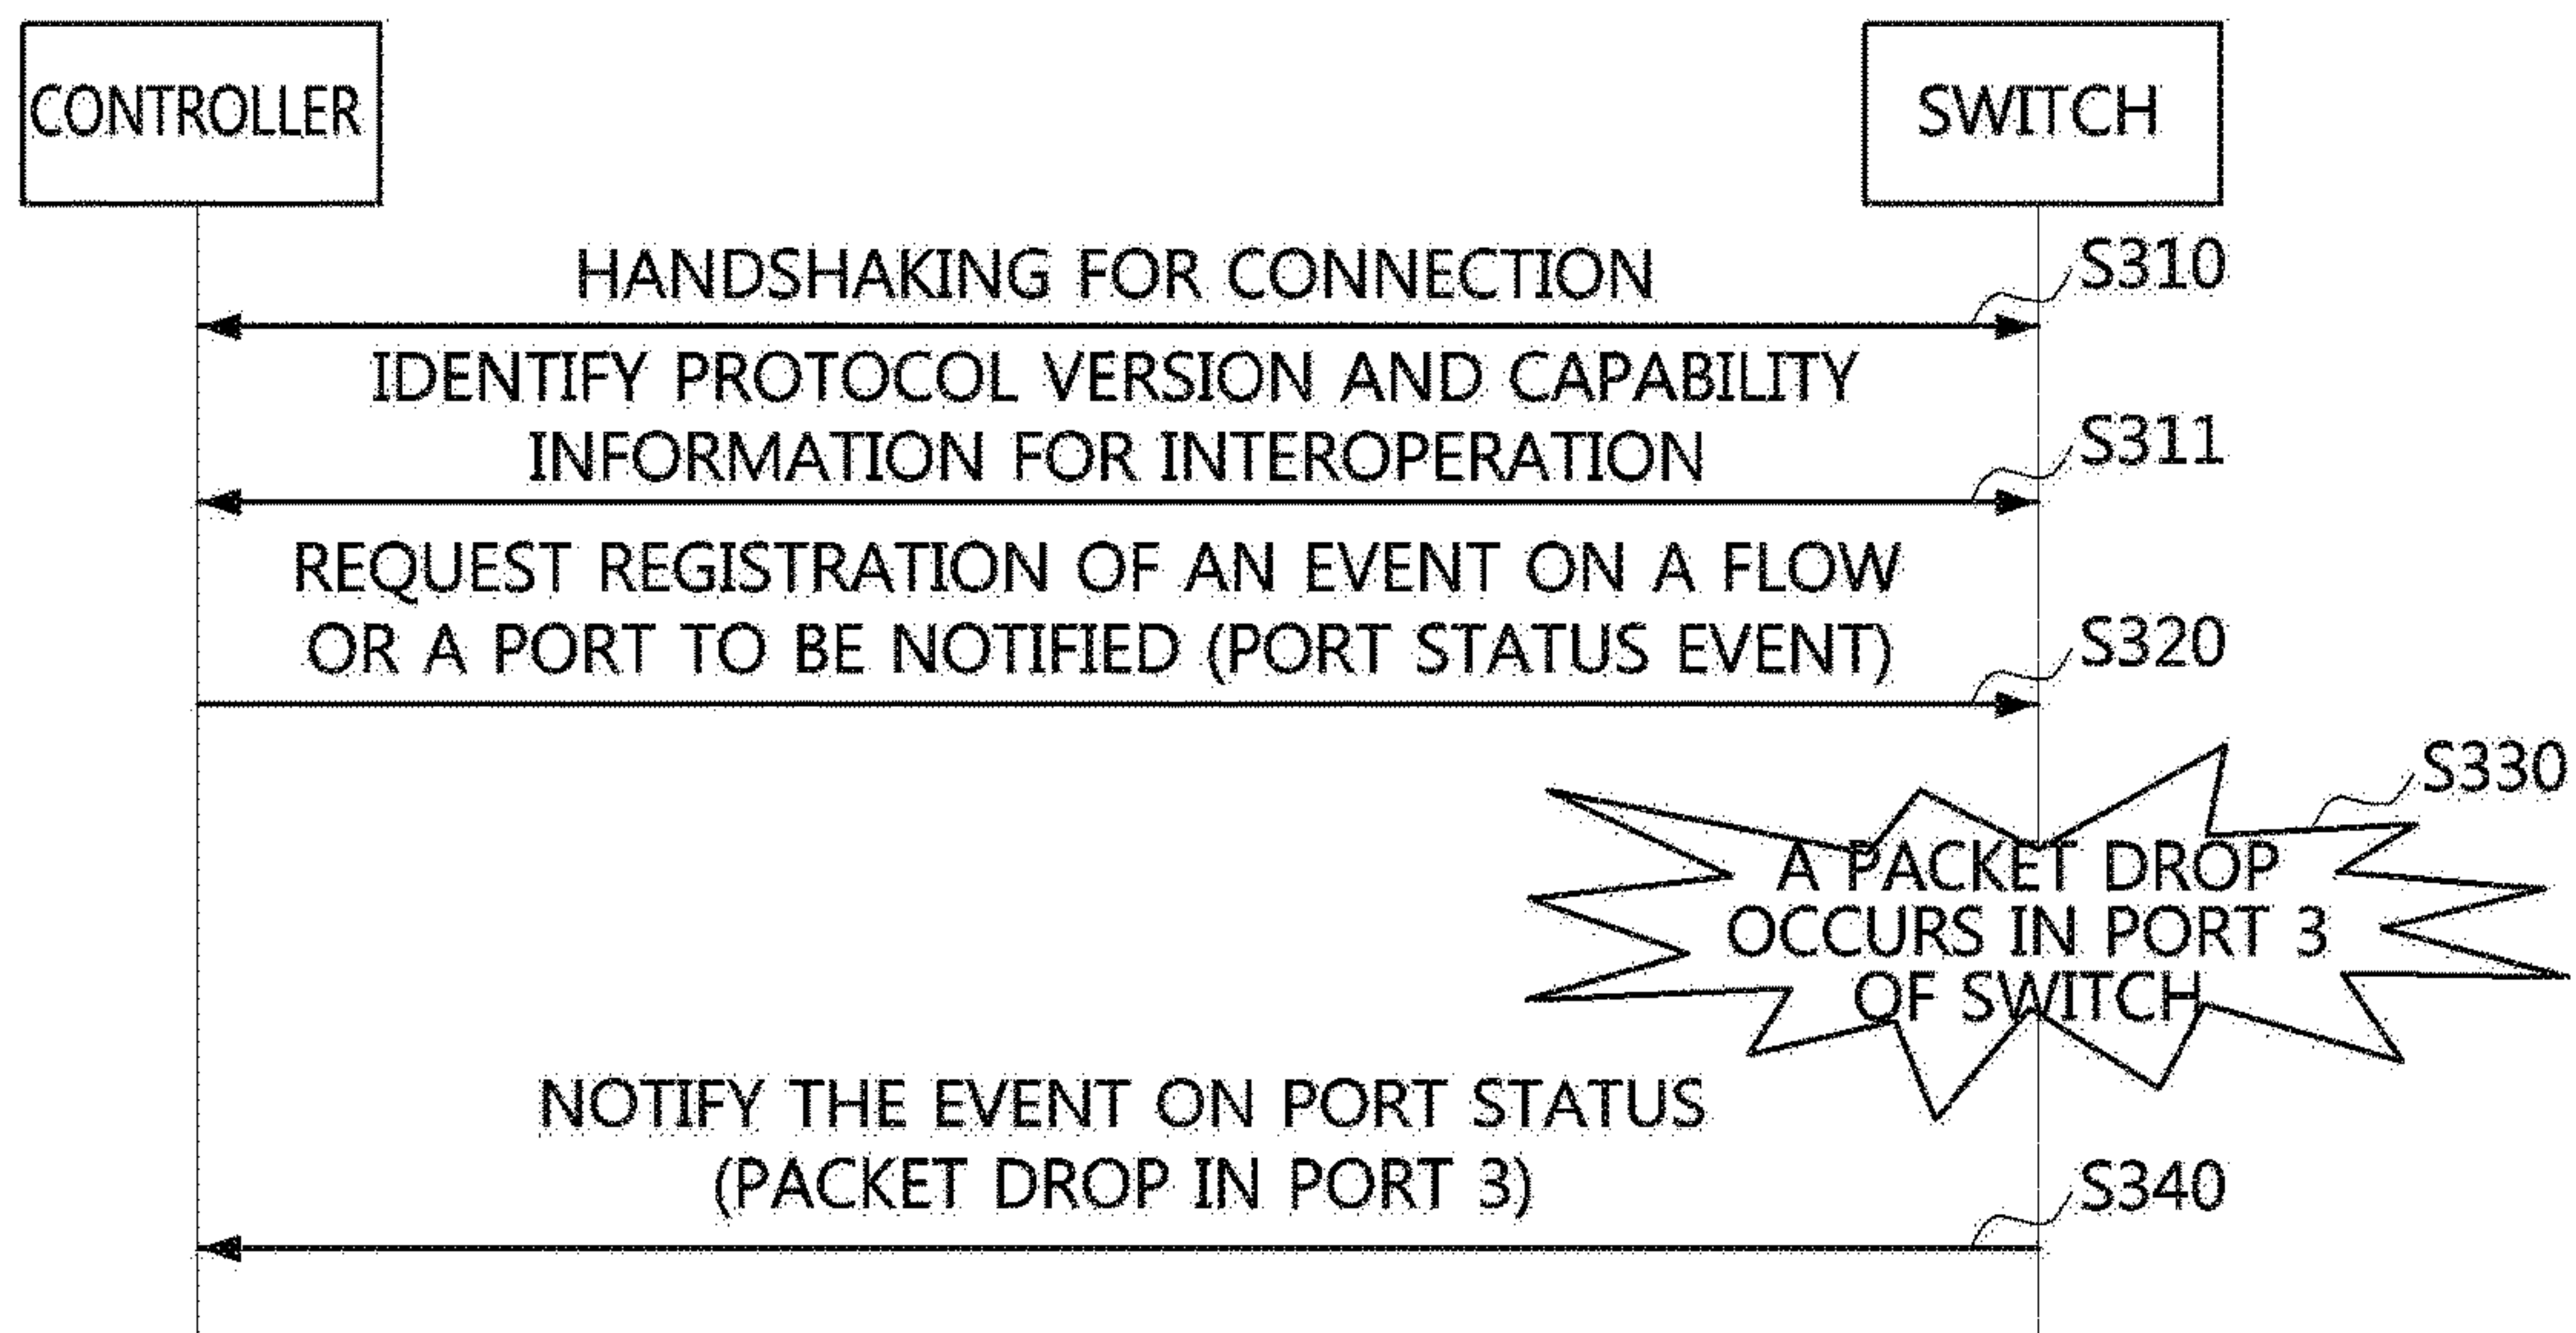 CONTROLLER
SWITCH
HANDSHAKING FOR CONNECTION
S310
IDENTIFY PROTOCOL VERSION AND CAPABILITY
INFORMATION FOR INTEROPERATION
S311
REQUEST REGISTRATION OF AN EVENT ON A FLOW
OR A PORT TO BE NOTIFIED (PORT STATUS EVENT)
S320
S330
A PACKET DROP
OCCURS IN PORT 3
OF SWITCH
NOTIFY THE EVENT ON PORT STATUS
(PACKET DROP IN PORT 3)
S340